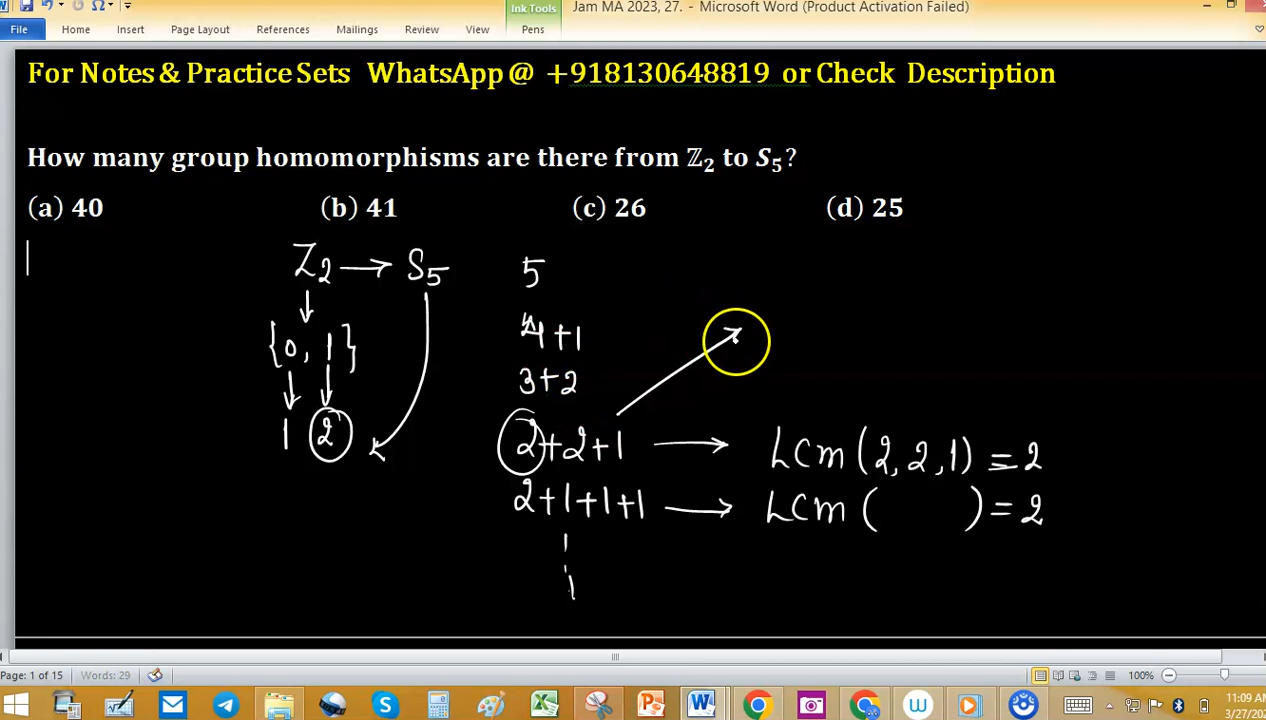 Ink Tools
Jam MA 2023, 27. - Microsoft Word (Product Activation Failed)
File Home Insert Page Layout References Mailings Review View Pens
For Notes & Practice Sets WhatsApp @ +918130648819 or Check Description
How many group homomorphisms are there from ℤ₂ to S₅?
(a) 40 (b) 41 (c) 26 (d) 25
Z₂ → S₅
{0, 1}
1 2
5
4+1
3+2
2+2+1 → LCm (2, 2, 1) = 2
2+1+1+1 → LCm ( ) = 2
Page: 1 of 15 Words: 29 100%
11:09 AM
3/27/20